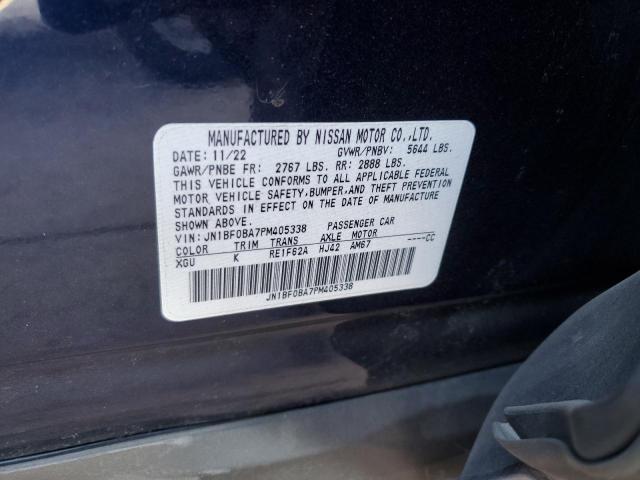 MANUFACTURED BY NISSAN MOTOR CO.,LTD.
DATE: 11/22 GVWR/PNBV: 5644 LBS.
GAWR/PNBE FR: 2767 LBS. RR: 2888 LBS.
THIS VEHICLE CONFORMS TO ALL APPLICABLE FEDERAL
MOTOR VEHICLE SAFETY,BUMPER,AND THEFT PREVENTION
STANDARDS IN EFFECT ON THE DATE OF MANUFACTURE
SHOWN ABOVE.
VIN: JN1BF0BA7PM405338 PASSENGER CAR
COLOR TRIM TRANS AXLE MOTOR
XGU K RE1F62A HJ42 AM67 ----CC
JN1BF0BA7PM405338